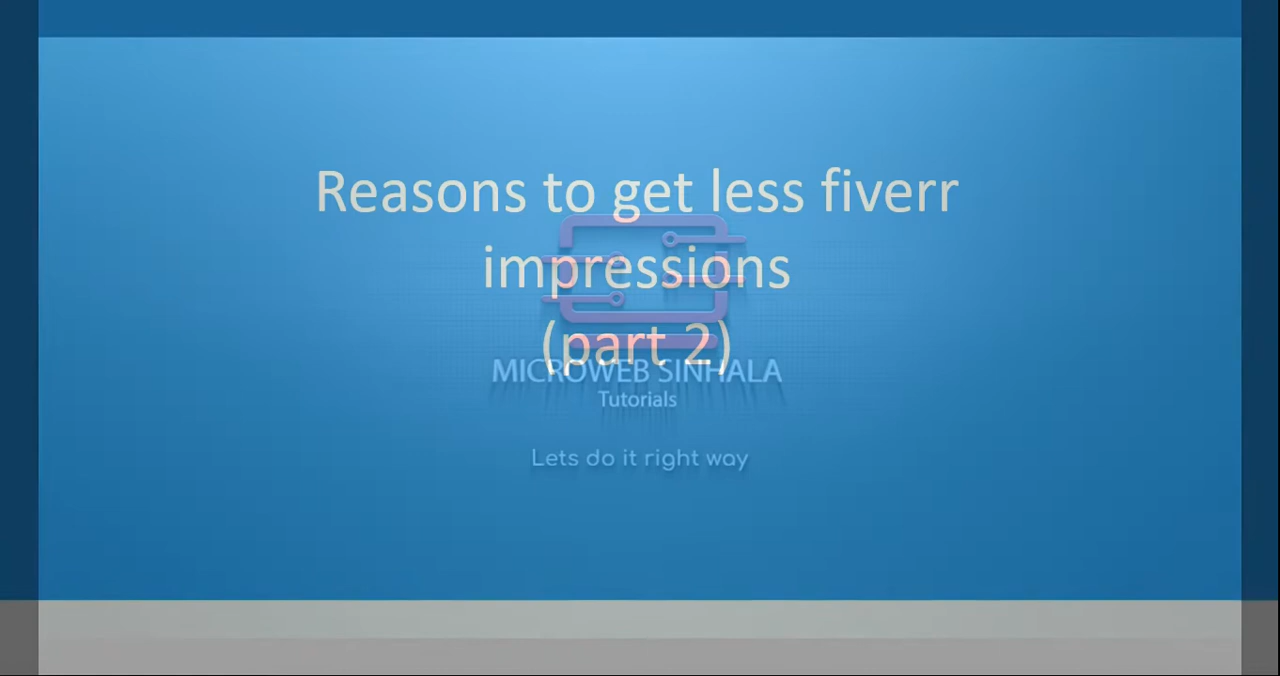 Reasons to get less fiverr
impressions
(part 2)
MICROWEB SINHALA
Tutorials
Lets do it right way